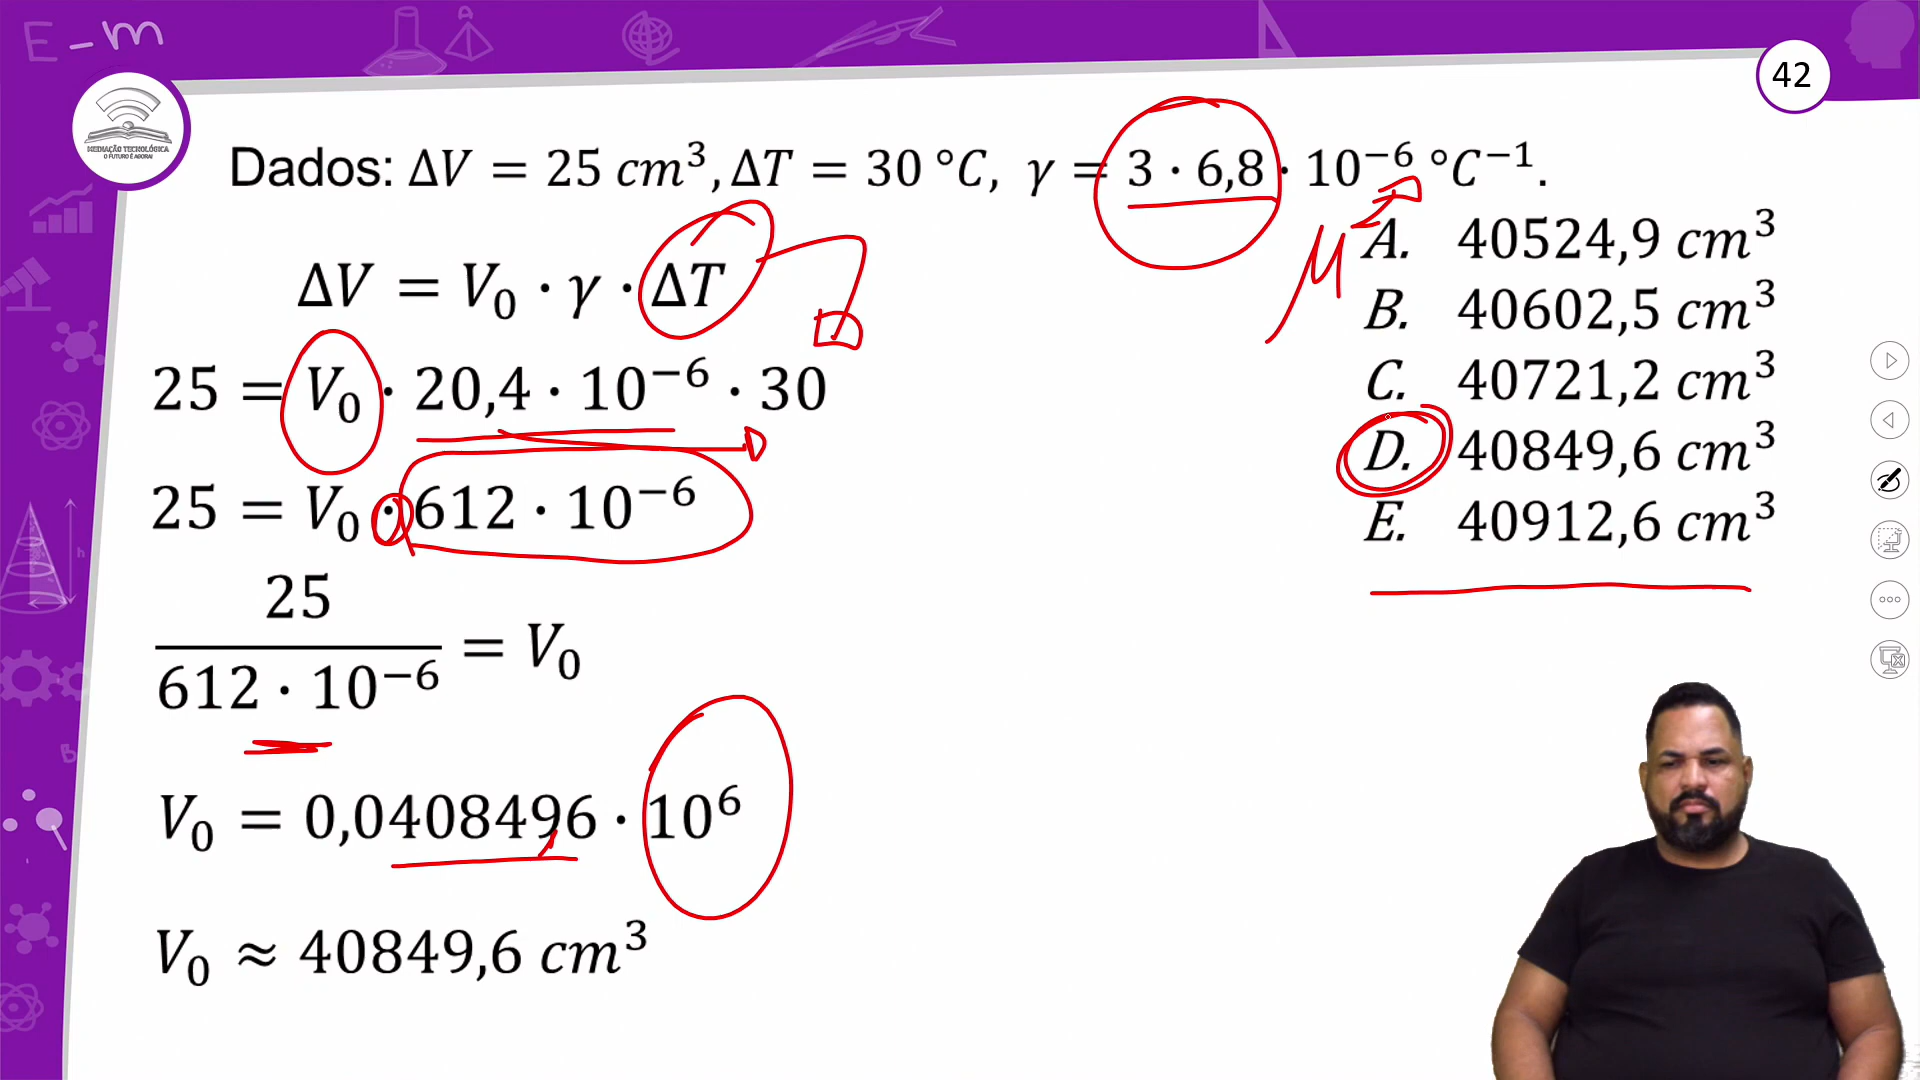 E-m
42
MEDIAÇÃO TECNOLÓGICA
O FUTURO É AGORA!
Dados: ΔV = 25 cm³, ΔT = 30 °C, γ = 3 · 6,8 · 10⁻⁶ °C⁻¹.
μ
ΔV = V₀ · γ · ΔT
25 = V₀ · 20,4 · 10⁻⁶ · 30
25 = V₀ · 612 · 10⁻⁶
25
612 · 10⁻⁶ = V₀
V₀ = 0,0408496 · 10⁶
V₀ ≈ 40849,6 cm³
A. 40524,9 cm³
B. 40602,5 cm³
C. 40721,2 cm³
D. 40849,6 cm³
E. 40912,6 cm³
h
B